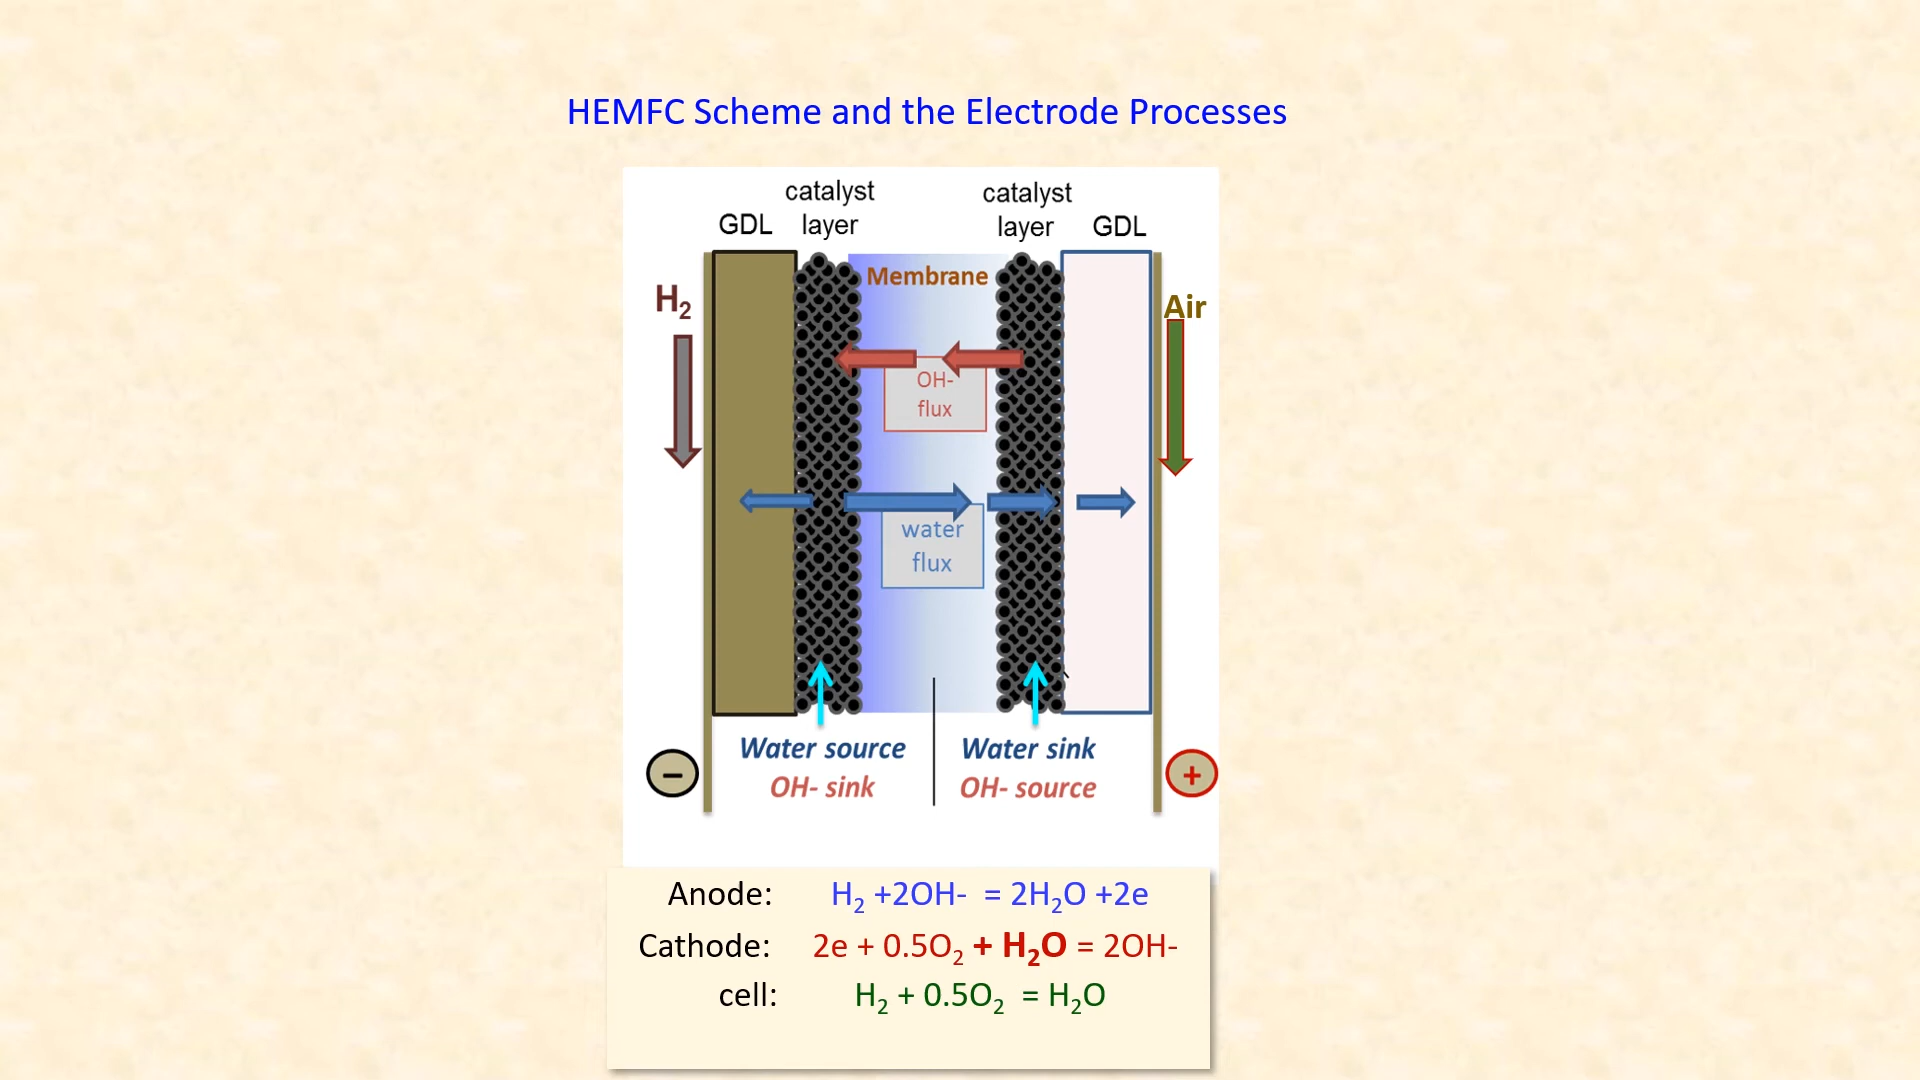 HEMFC Scheme and the Electrode Processes
catalyst
layer
GDL
catalyst
layer
GDL
Membrane
H₂
Air
OH-
flux
water
flux
Water source
OH- sink
Water sink
OH- source
−
+
Anode: H₂ +2OH- = 2H₂O +2e
Cathode: 2e + 0.5O₂ + H₂O = 2OH-
cell: H₂ + 0.5O₂ = H₂O